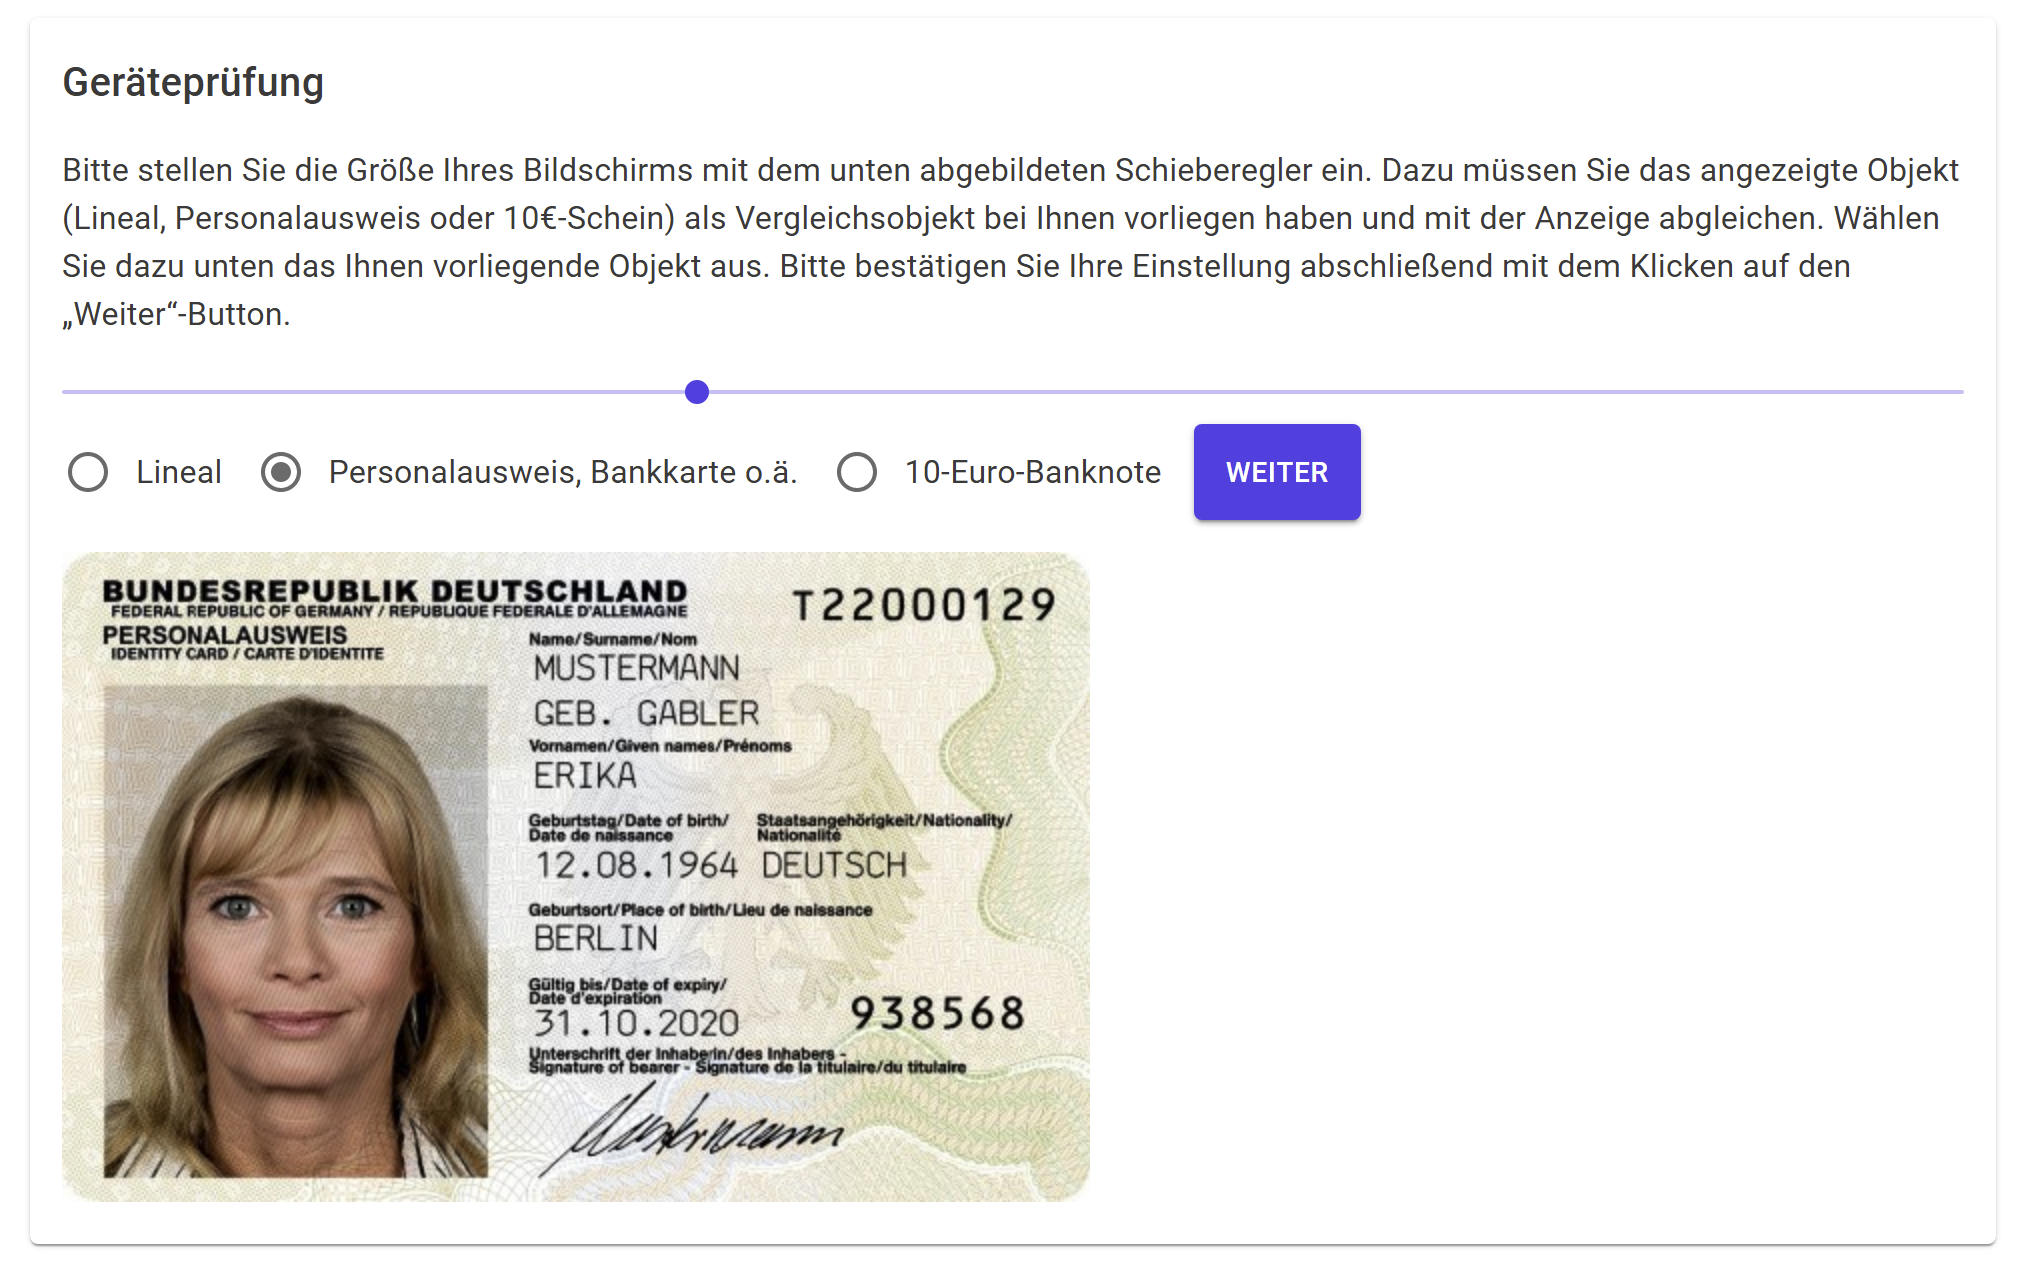 Geräteprüfung
Bitte stellen Sie die Größe Ihres Bildschirms mit dem unten abgebildeten Schieberegler ein. Dazu müssen Sie das angezeigte Objekt
(Lineal, Personalausweis oder 10€-Schein) als Vergleichsobjekt bei Ihnen vorliegen haben und mit der Anzeige abgleichen. Wählen
Sie dazu unten das Ihnen vorliegende Objekt aus. Bitte bestätigen Sie Ihre Einstellung abschließend mit dem Klicken auf den
„Weiter“-Button.
Lineal Personalausweis, Bankkarte o.ä. 10-Euro-Banknote WEITER
BUNDESREPUBLIK DEUTSCHLAND
FEDERAL REPUBLIC OF GERMANY / REPUBLIQUE FEDERALE D'ALLEMAGNE
T22000129
PERSONALAUSWEIS
IDENTITY CARD / CARTE D'IDENTITE
Name/Surname/Nom
MUSTERMANN
GEB. GABLER
Vornamen/Given names/Prénoms
ERIKA
Geburtstag/Date of birth/
Date de naissance
Staatsangehörigkeit/Nationality/
Nationalité
12.08.1964 DEUTSCH
Geburtsort/Place of birth/Lieu de naissance
BERLIN
Gültig bis/Date of expiry/
Date d'expiration
31.10.2020
938568
Unterschrift der Inhaberin/des Inhabers -
Signature of bearer - Signature de la titulaire/du titulaire
Mustermann